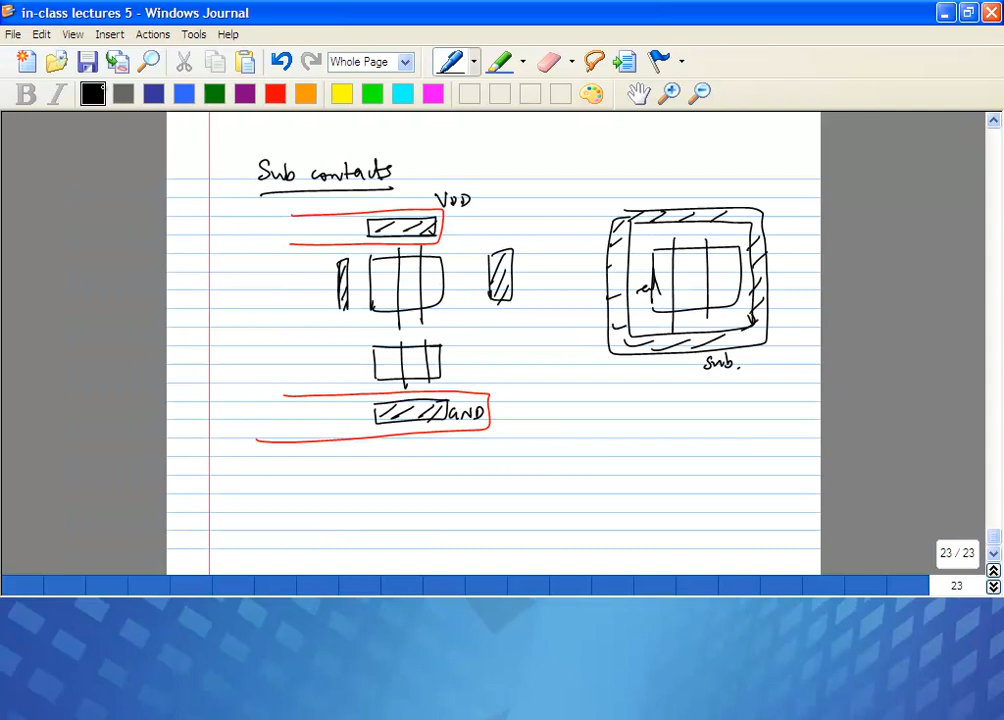 in-class lectures 5 - Windows Journal
File Edit View Insert Actions Tools Help
Whole Page
B I
Sub contacts
VDD
GND
Sub.
23 / 23
23